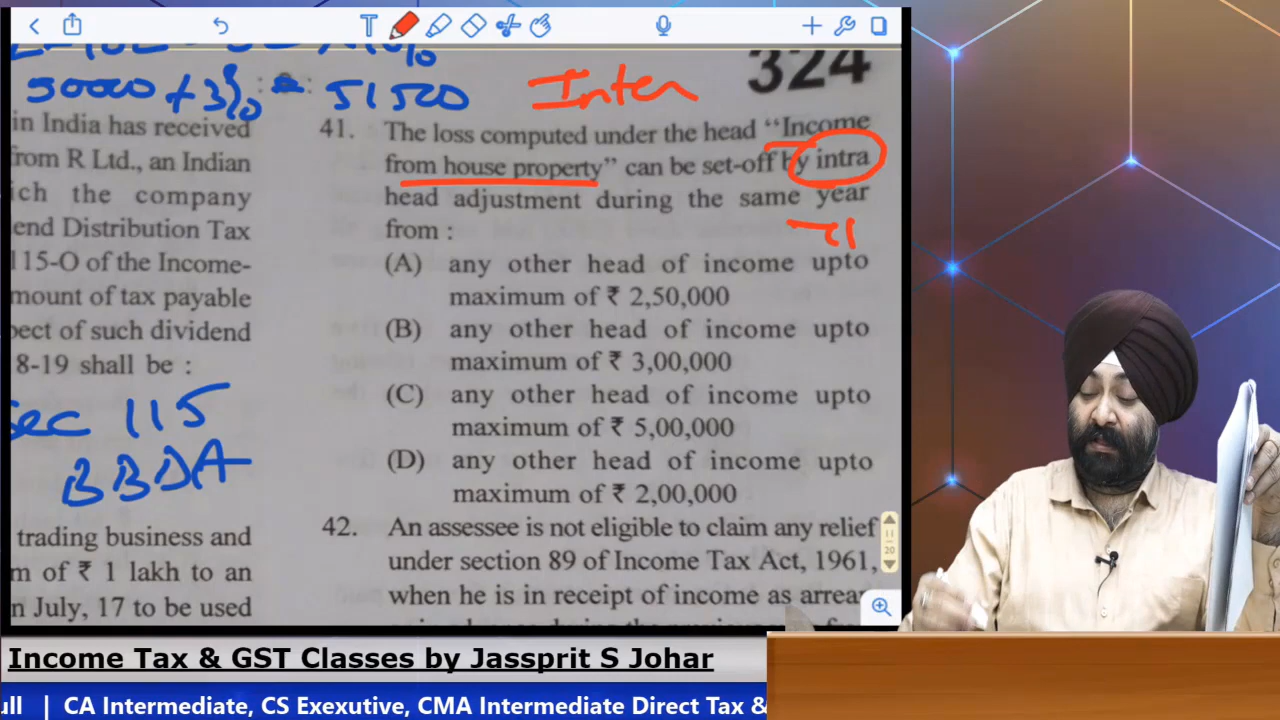 50000 + 3% = 51500
Inter
324
in India has received
from R Ltd., an Indian
ich the company
end Distribution Tax
115-O of the Income-
mount of tax payable
pect of such dividend
8-19 shall be :
Sec 115
BBDA
trading business and
m of ₹ 1 lakh to an
n July, 17 to be used
41. The loss computed under the head "Income
from house property" can be set-off by intra
head adjustment during the same year
from :
(A) any other head of income upto
maximum of ₹ 2,50,000
(B) any other head of income upto
maximum of ₹ 3,00,000
(C) any other head of income upto
maximum of ₹ 5,00,000
(D) any other head of income upto
maximum of ₹ 2,00,000
42. An assessee is not eligible to claim any relief
under section 89 of Income Tax Act, 1961,
when he is in receipt of income as arrear
11
20
Income Tax & GST Classes by Jassprit S Johar
ull | CA Intermediate, CS Exexutive, CMA Intermediate Direct Tax &